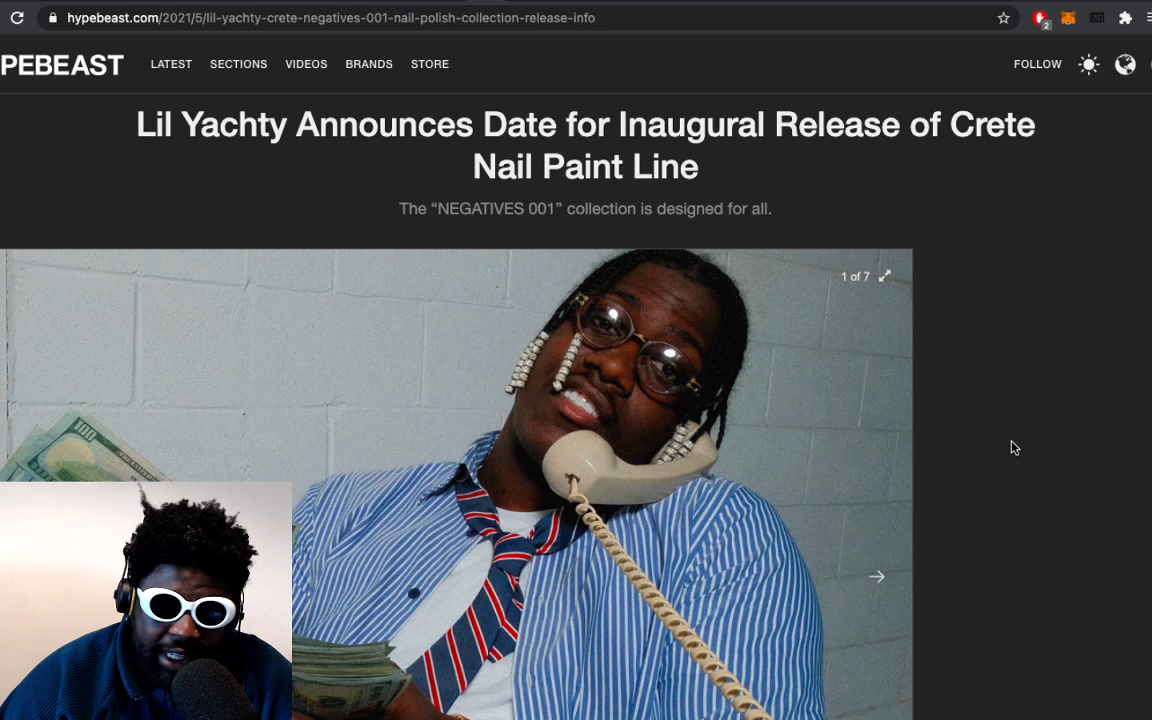 hypebeast.com/2021/5/lil-yachty-crete-negatives-001-nail-polish-collection-release-info
2
PEBEAST
LATEST SECTIONS VIDEOS BRANDS STORE
FOLLOW
Lil Yachty Announces Date for Inaugural Release of Crete
Nail Paint Line
The “NEGATIVES 001” collection is designed for all.
1 of 7
100